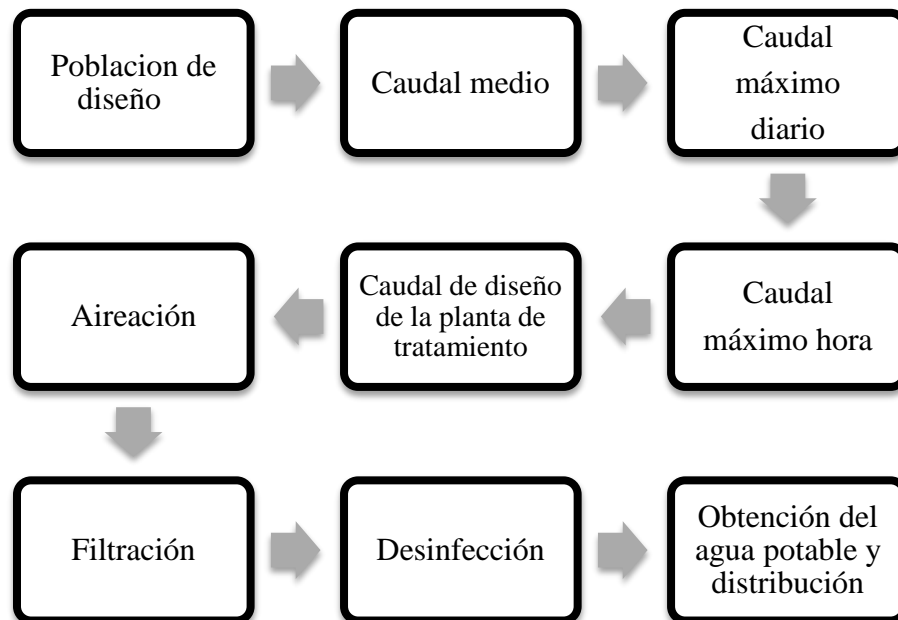 Poblacion de
diseño
Caudal medio
Caudal
máximo
diario
Caudal
máximo hora
Caudal de diseño
de la planta de
tratamiento
Aireación
Filtración
Desinfección
Obtención del
agua potable y
distribución